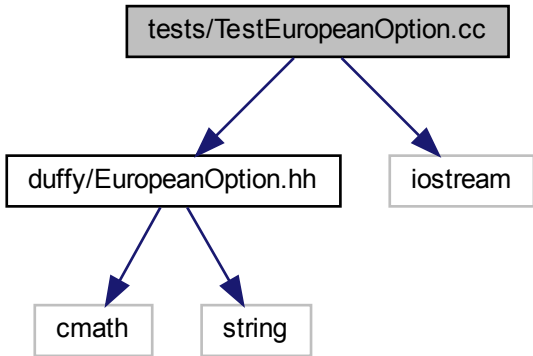 tests/TestEuropeanOption.cc
duffy/EuropeanOption.hh
iostream
cmath
string